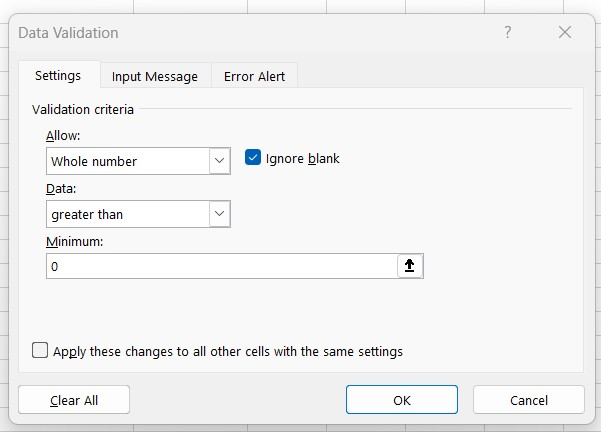 Data Validation ?
Settings Input Message Error Alert
Validation criteria
Allow:
Whole number Ignore blank
Data:
greater than
Minimum:
0
Apply these changes to all other cells with the same settings
Clear All OK Cancel